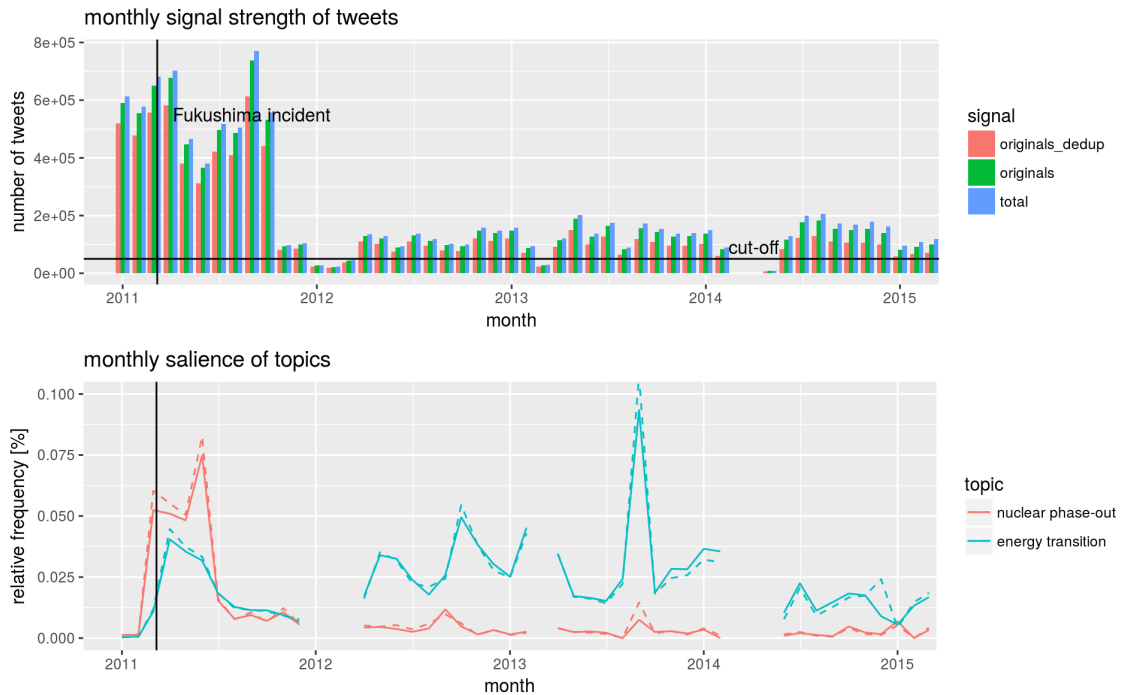 monthly signal strength of tweets
number of tweets
8e+05
6e+05
4e+05
2e+05
0e+00
Fukushima incident
cut-off
2011
2012
2013
2014
2015
month
signal
originals_dedup
originals
total
monthly salience of topics
relative frequency [%]
0.100
0.075
0.050
0.025
0.000
2011
2012
2013
2014
2015
month
topic
nuclear phase-out
energy transition